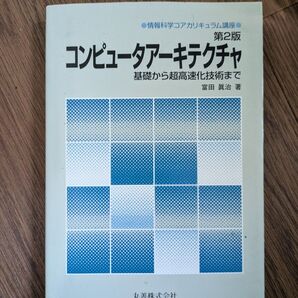 ●情報科学コアカリキュラム講座●
第2版
コンピュータアーキテクチャ
基礎から超高速化技術まで
富田 眞治 著
丸善株式会社